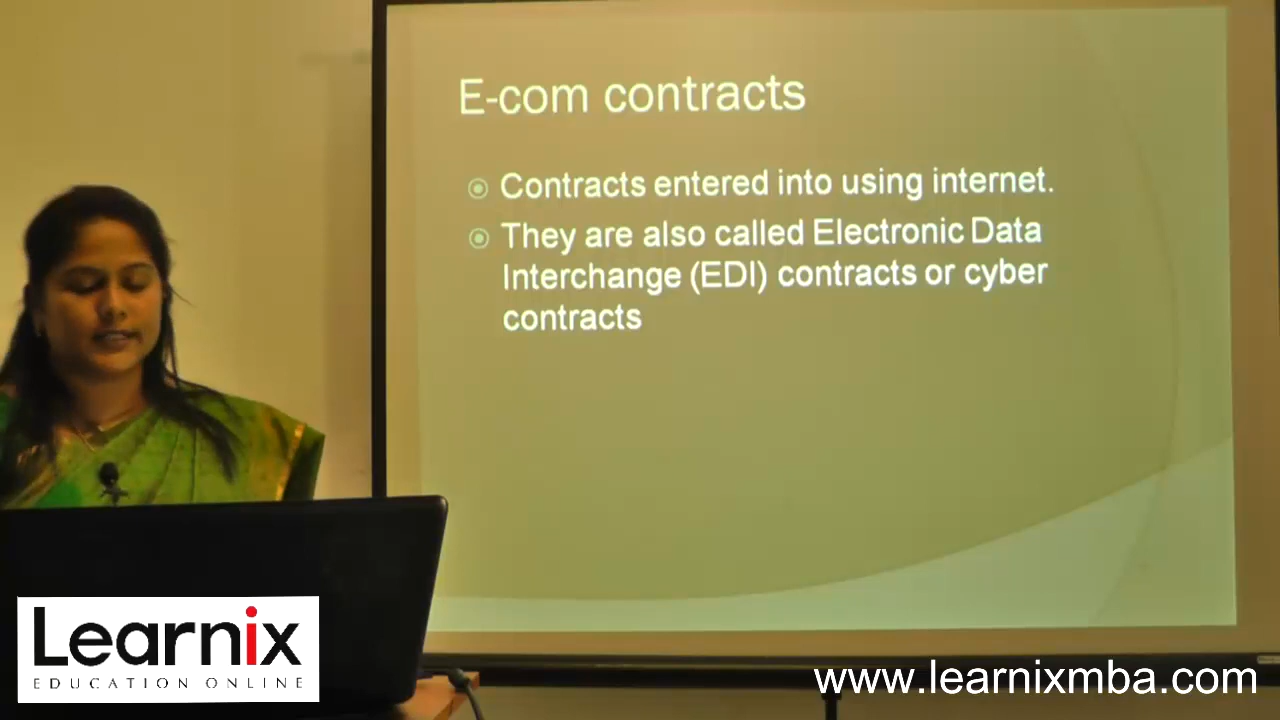 E-com contracts
Contracts entered into using internet.
They are also called Electronic Data
Interchange (EDI) contracts or cyber
contracts
Learnix
EDUCATION ONLINE
www.learnixmba.com